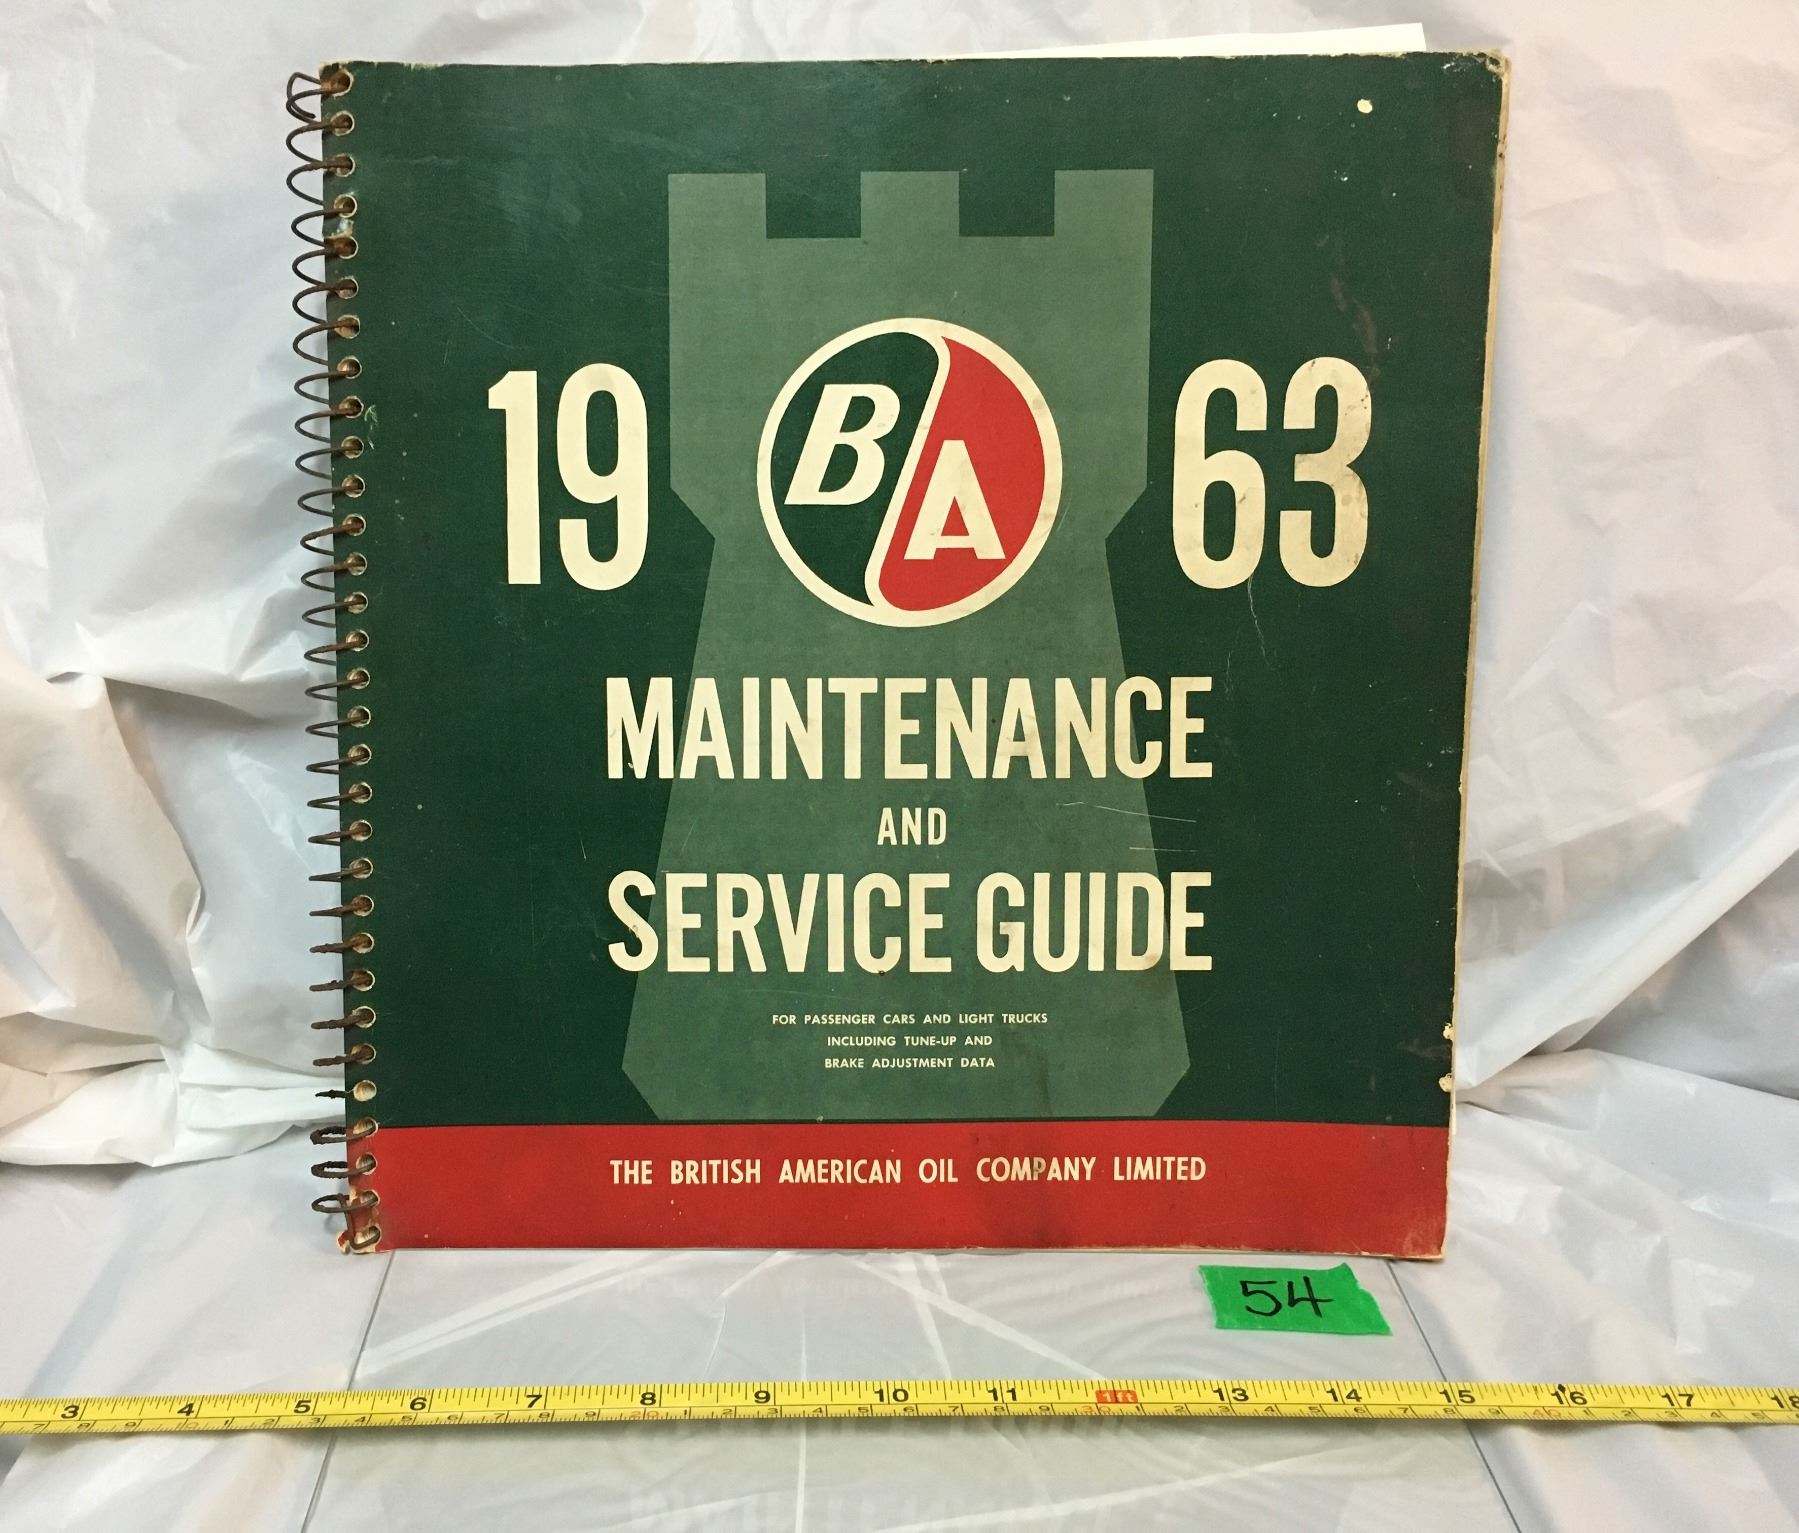 19 BA 63
MAINTENANCE
AND
SERVICE GUIDE
FOR PASSENGER CARS AND LIGHT TRUCKS
INCLUDING TUNE-UP AND
BRAKE ADJUSTMENT DATA
THE BRITISH AMERICAN OIL COMPANY LIMITED
54
3 4 5 6 7 8 9 10 11 1ft 13 14 15 16 17 18